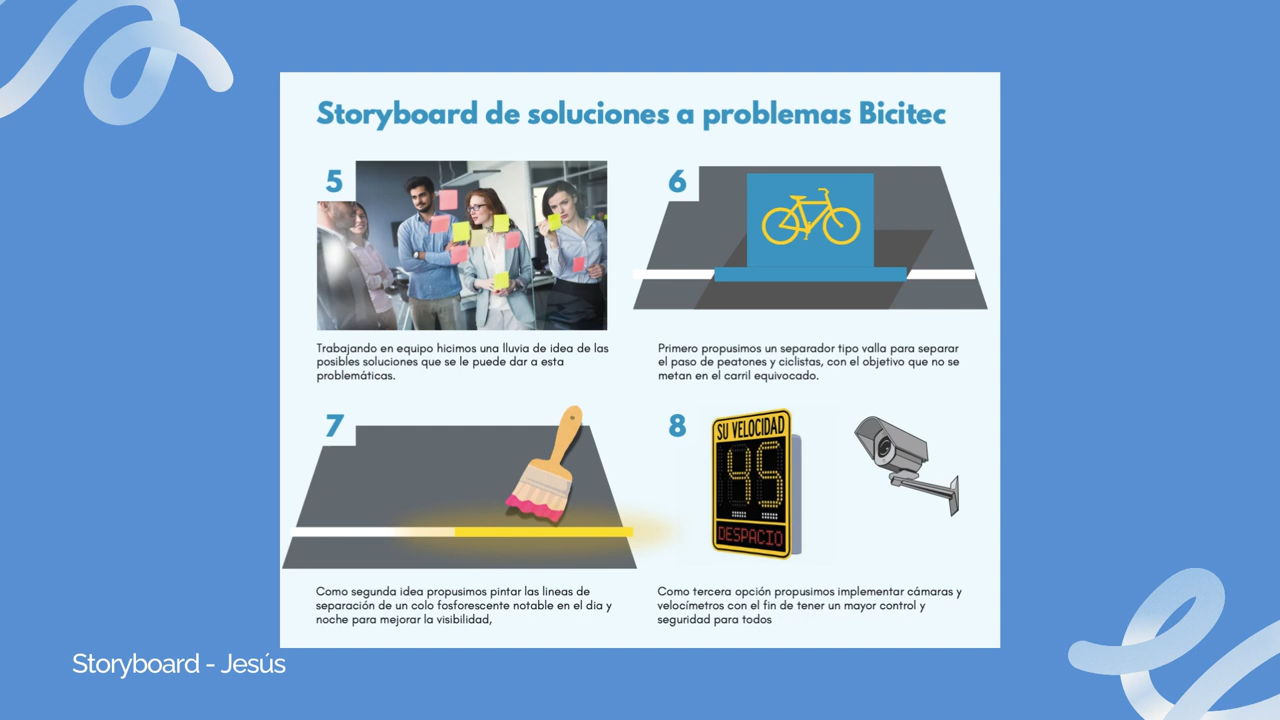 Storyboard de soluciones a problemas Bicitec
5
Trabajando en equipo hicimos una lluvia de idea de las
posibles soluciones que se le puede dar a esta
problemáticas.
6
Primero propusimos un separador tipo valla para separar
el paso de peatones y ciclistas, con el objetivo que no se
metan en el carril equivocado.
7
Como segunda idea propusimos pintar las lineas de
separación de un colo fosforescente notable en el dia y
noche para mejorar la visibilidad,
8
SU VELOCIDAD
45
DESPACIO
Como tercera opción propusimos implementar cámaras y
velocímetros con el fin de tener un mayor control y
seguridad para todos
Storyboard - Jesús